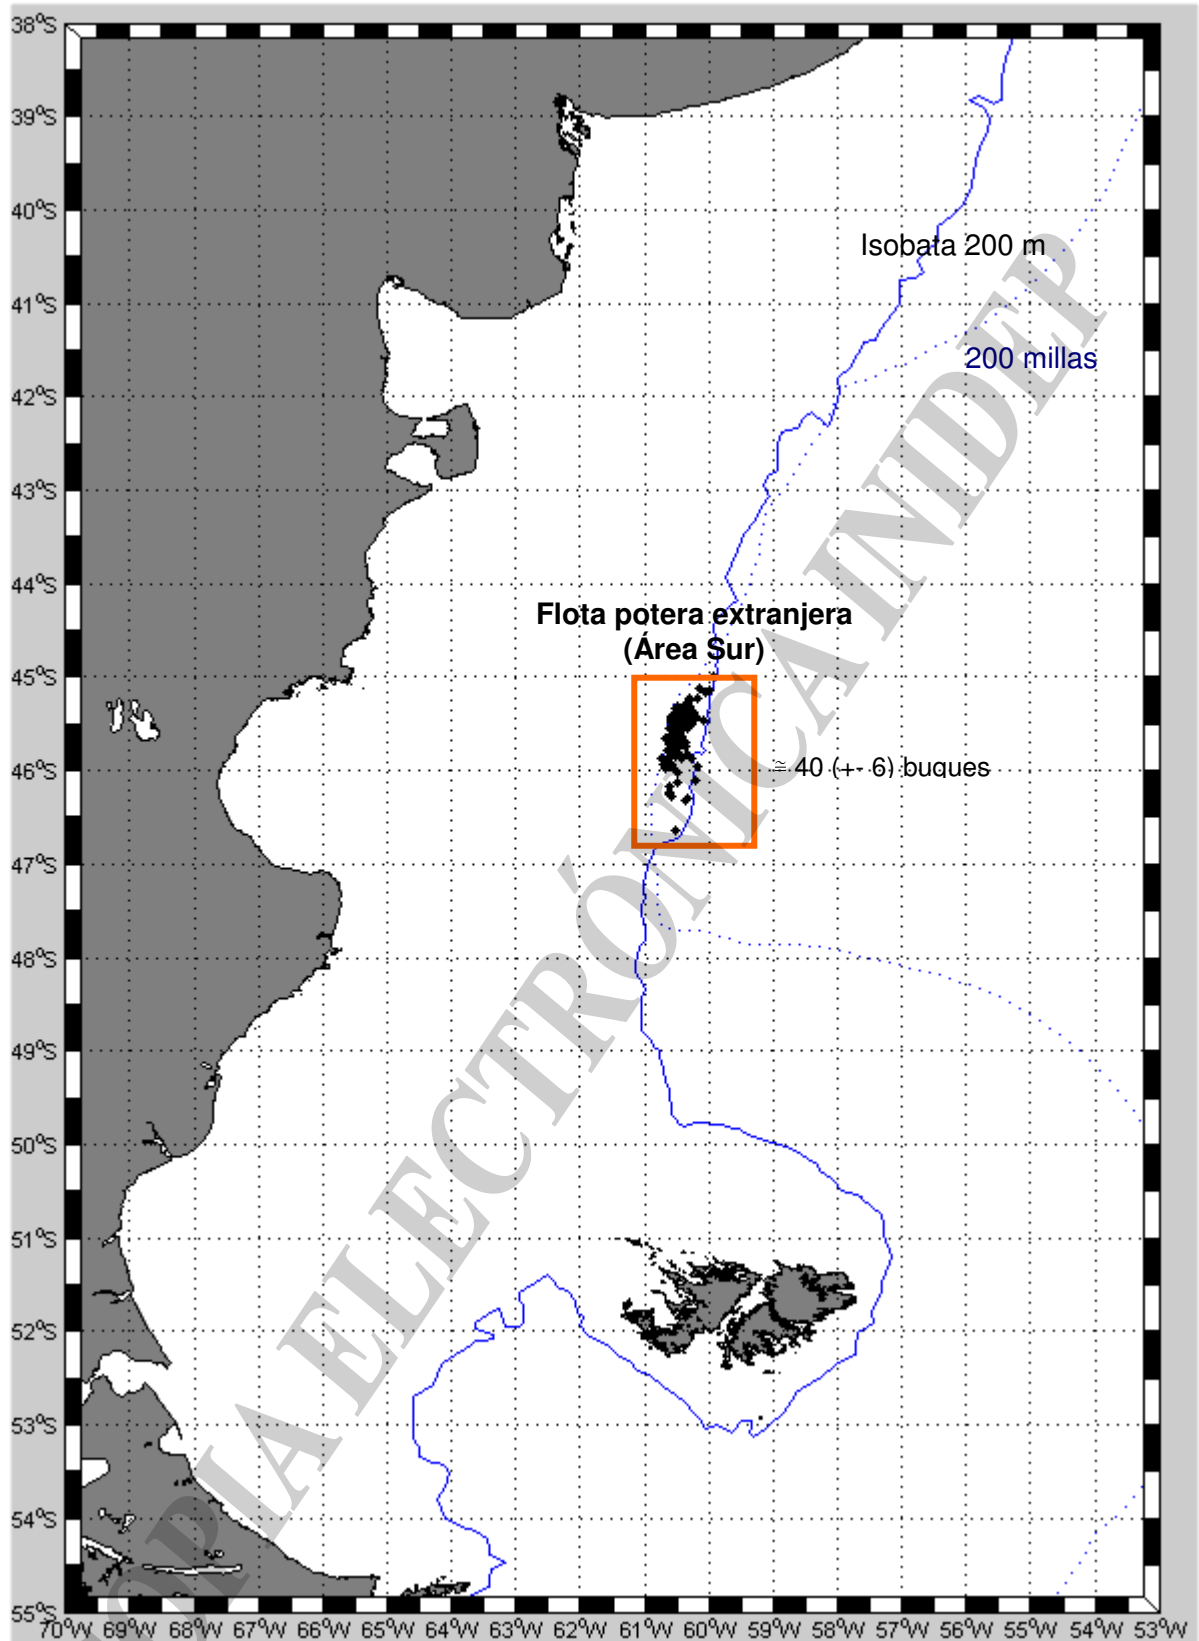 38°S
39°S
40°S
Isobata 200 m
41°S
200 millas
42°S
43°S
44°S
Flota potera extranjera
(Área Sur)
45°S
46°S
≅ 40 (+- 6) buques
47°S
48°S
49°S
50°S
51°S
52°S
53°S
54°S
55°S
70°W 69°W 68°W 67°W 66°W 65°W 64°W 63°W 62°W 61°W 60°W 59°W 58°W 57°W 56°W 55°W 54°W 53°W
OPIA ELECTRÓNICA INIDEP